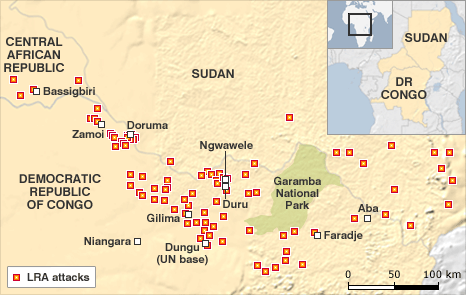 CENTRAL
AFRICAN
REPUBLIC
Bassigbiri
SUDAN
SUDAN
DR
CONGO
Zamoi
Doruma
Ngwawele
DEMOCRATIC
REPUBLIC
OF CONGO
Garamba
National
Park
Duru
Gilima
Aba
Niangara
Dungu
(UN base)
Faradje
LRA attacks
0
50
100 km